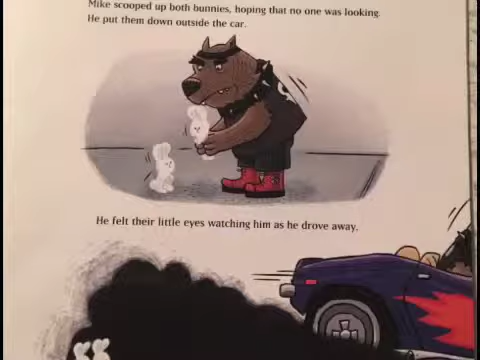 Mike scooped up both bunnies, hoping that no one was looking.
He put them down outside the car.
He felt their little eyes watching him as he drove away.